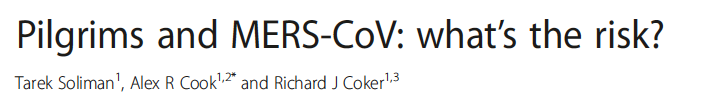 Pilgrims and MERS-CoV: what's the risk?
Tarek Soliman¹, Alex R Cook¹,²* and Richard J Coker¹,³